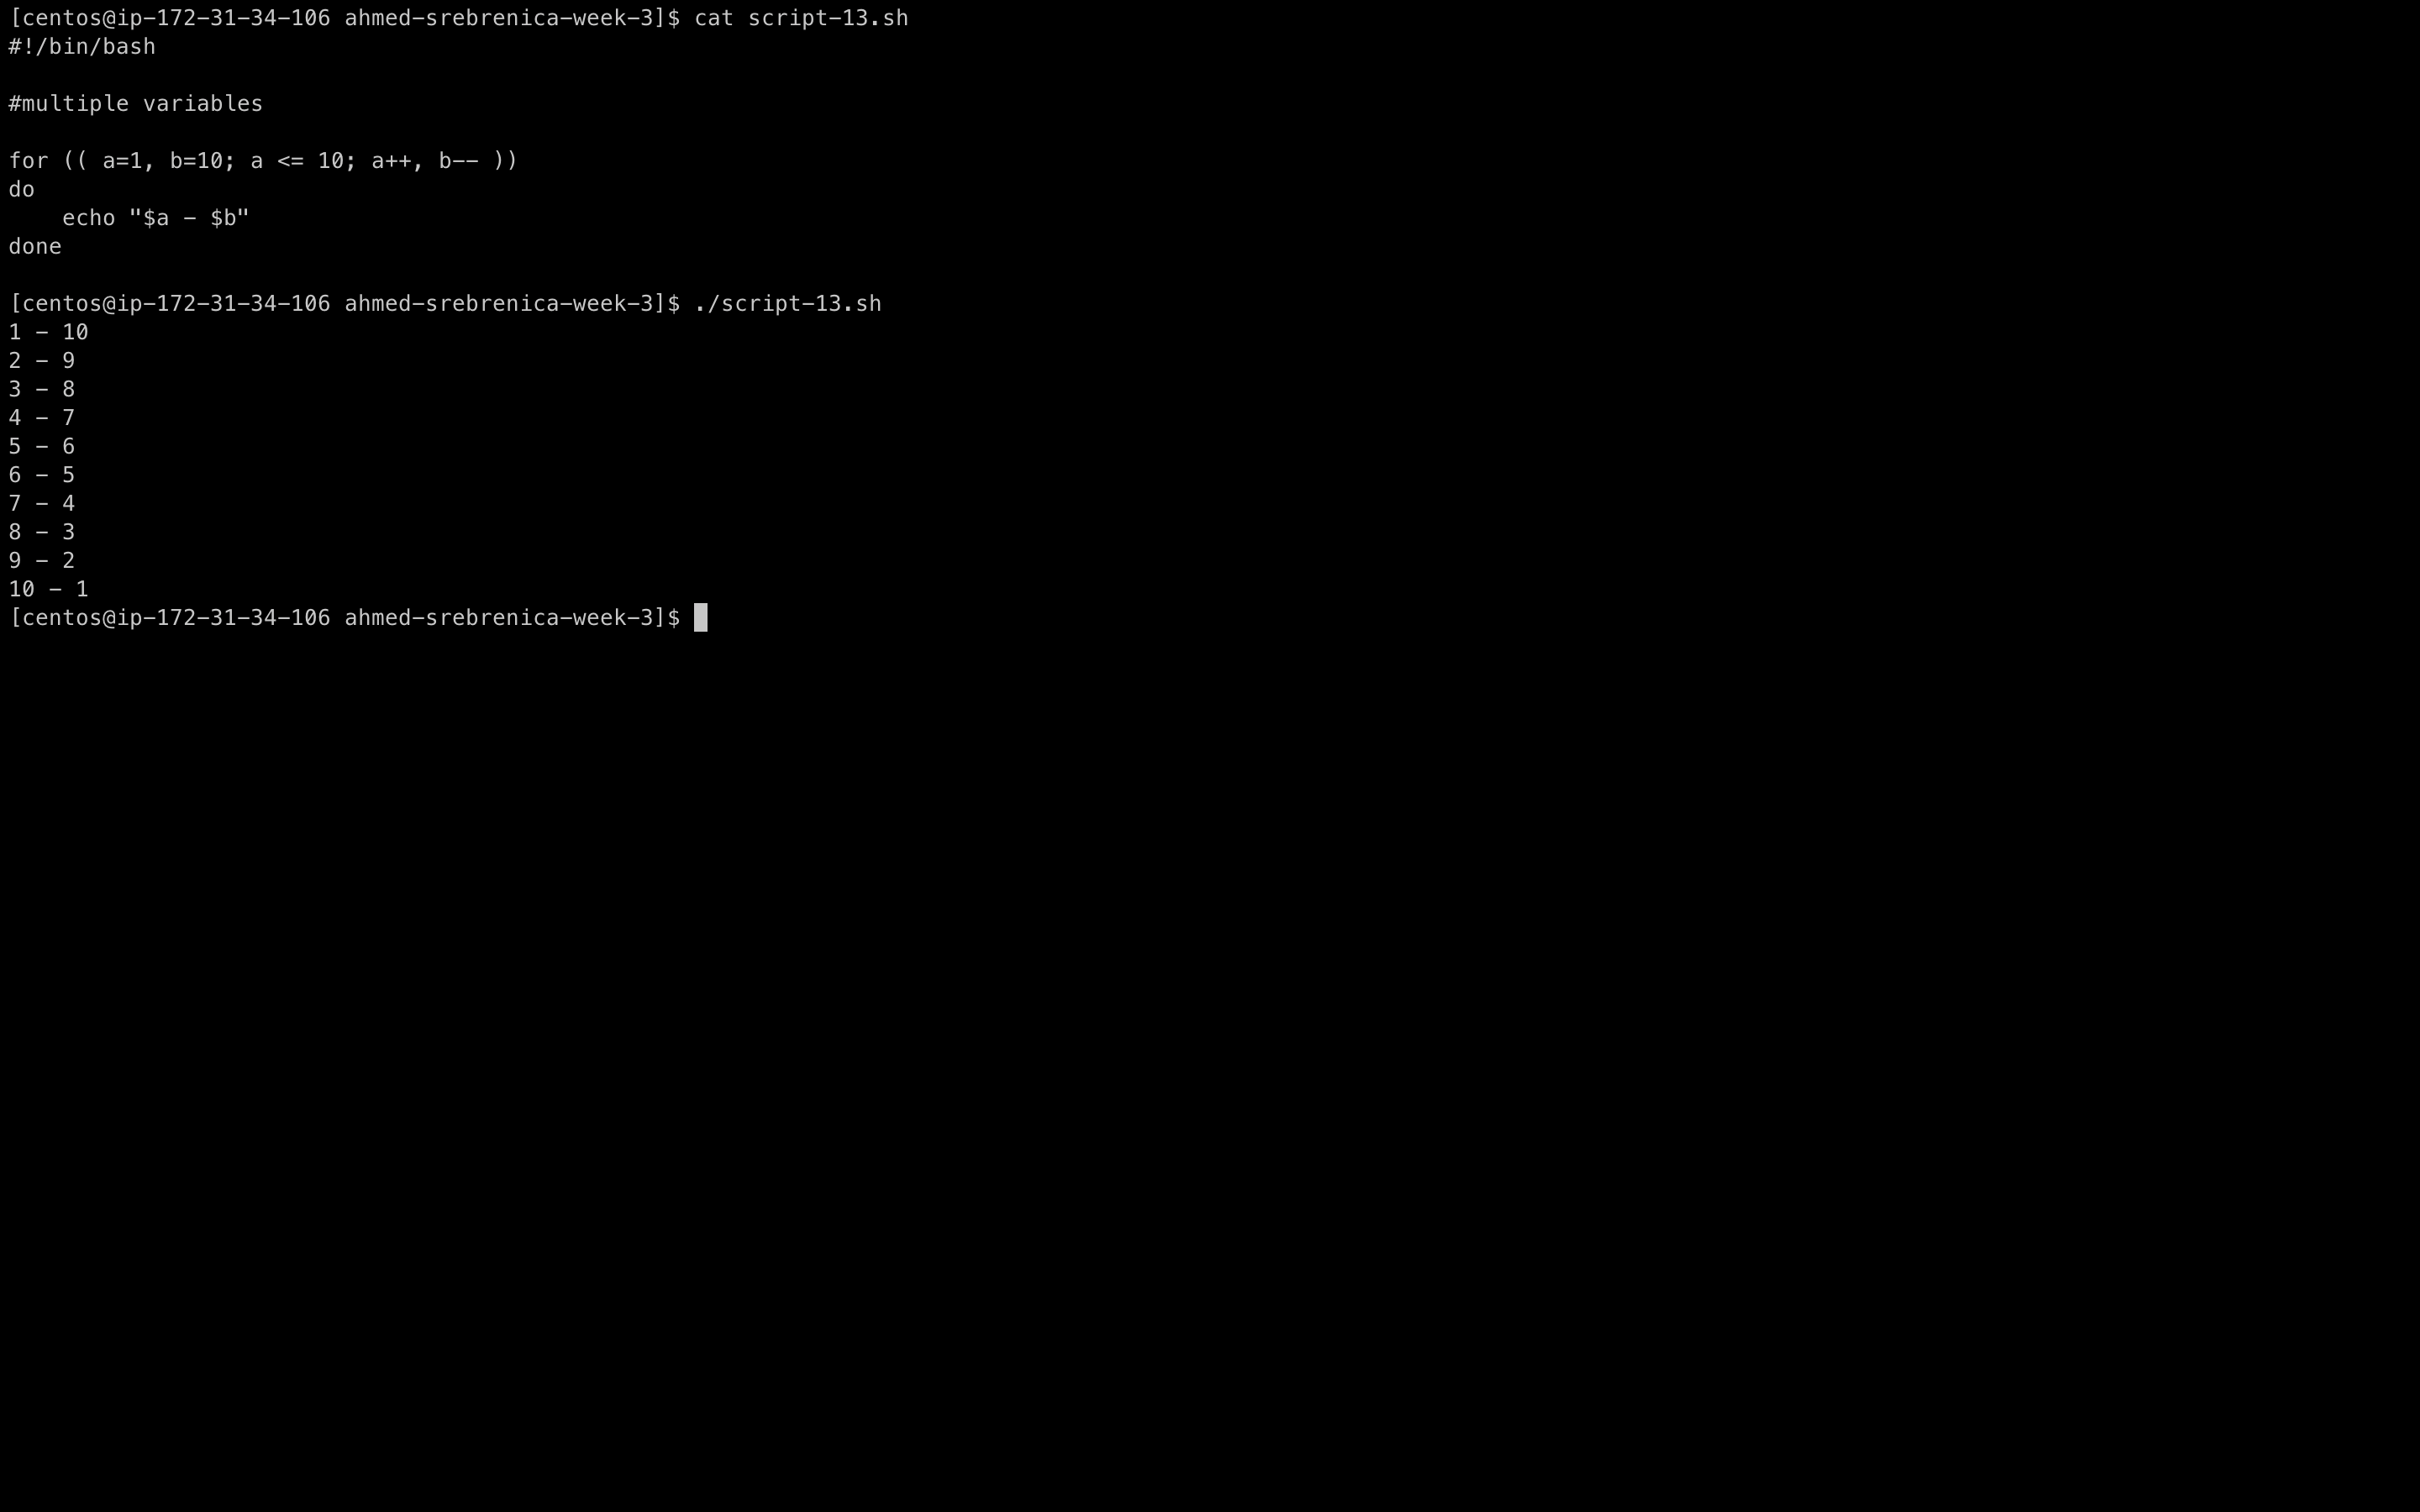 [centos@ip-172-31-34-106 ahmed-srebrenica-week-3]$ cat script-13.sh
#!/bin/bash

#multiple variables

for (( a=1, b=10; a <= 10; a++, b-- ))
do
    echo "$a - $b"
done

[centos@ip-172-31-34-106 ahmed-srebrenica-week-3]$ ./script-13.sh
1 - 10
2 - 9
3 - 8
4 - 7
5 - 6
6 - 5
7 - 4
8 - 3
9 - 2
10 - 1
[centos@ip-172-31-34-106 ahmed-srebrenica-week-3]$